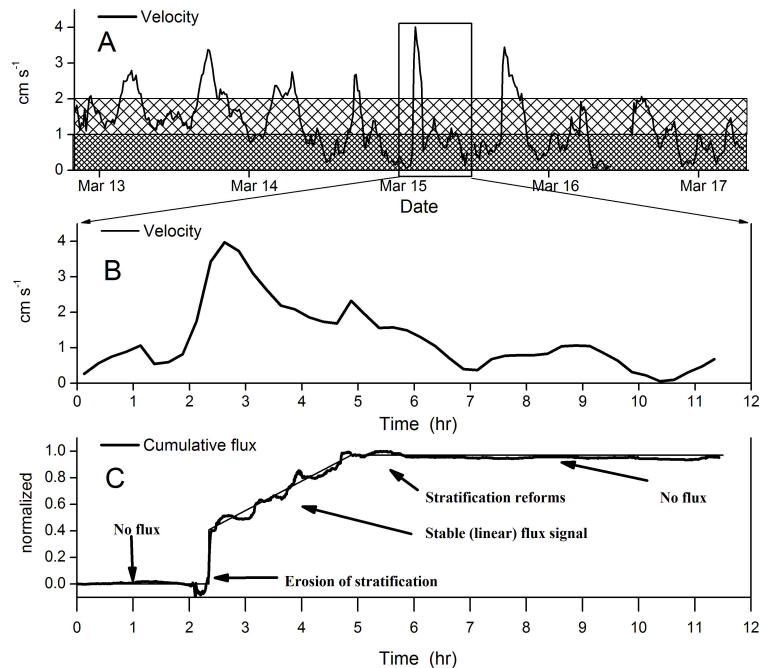 Velocity
A
4
3
2
1
0
cm s⁻¹
Mar 13 Mar 14 Mar 15 Mar 16 Mar 17
Date
Velocity
B
4
3
2
1
0
cm s⁻¹
0 1 2 3 4 5 6 7 8 9 10 11 12
Time (hr)
Cumulative flux
C
1.0
0.8
0.6
0.4
0.2
0.0
normalized
No flux
Stratification reforms
No flux
Stable (linear) flux signal
Erosion of stratification
0 1 2 3 4 5 6 7 8 9 10 11 12
Time (hr)